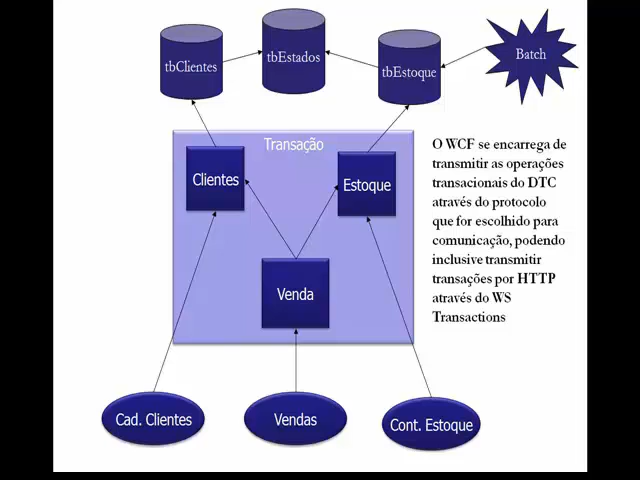 tbClientes
tbEstados
tbEstoque
Batch
Transação
Clientes
Estoque
Venda
O WCF se encarrega de
transmitir as operações
transacionais do DTC
através do protocolo
que for escolhido para
comunicação, podendo
inclusive transmitir
transações por HTTP
através do WS
Transactions
Cad. Clientes
Vendas
Cont. Estoque